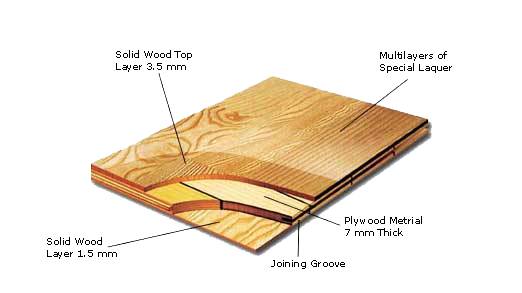 Solid Wood Top
Layer 3.5 mm
Multilayers of
Special Laquer
Plywood Metrial
7 mm Thick
Solid Wood
Layer 1.5 mm
Joining Groove